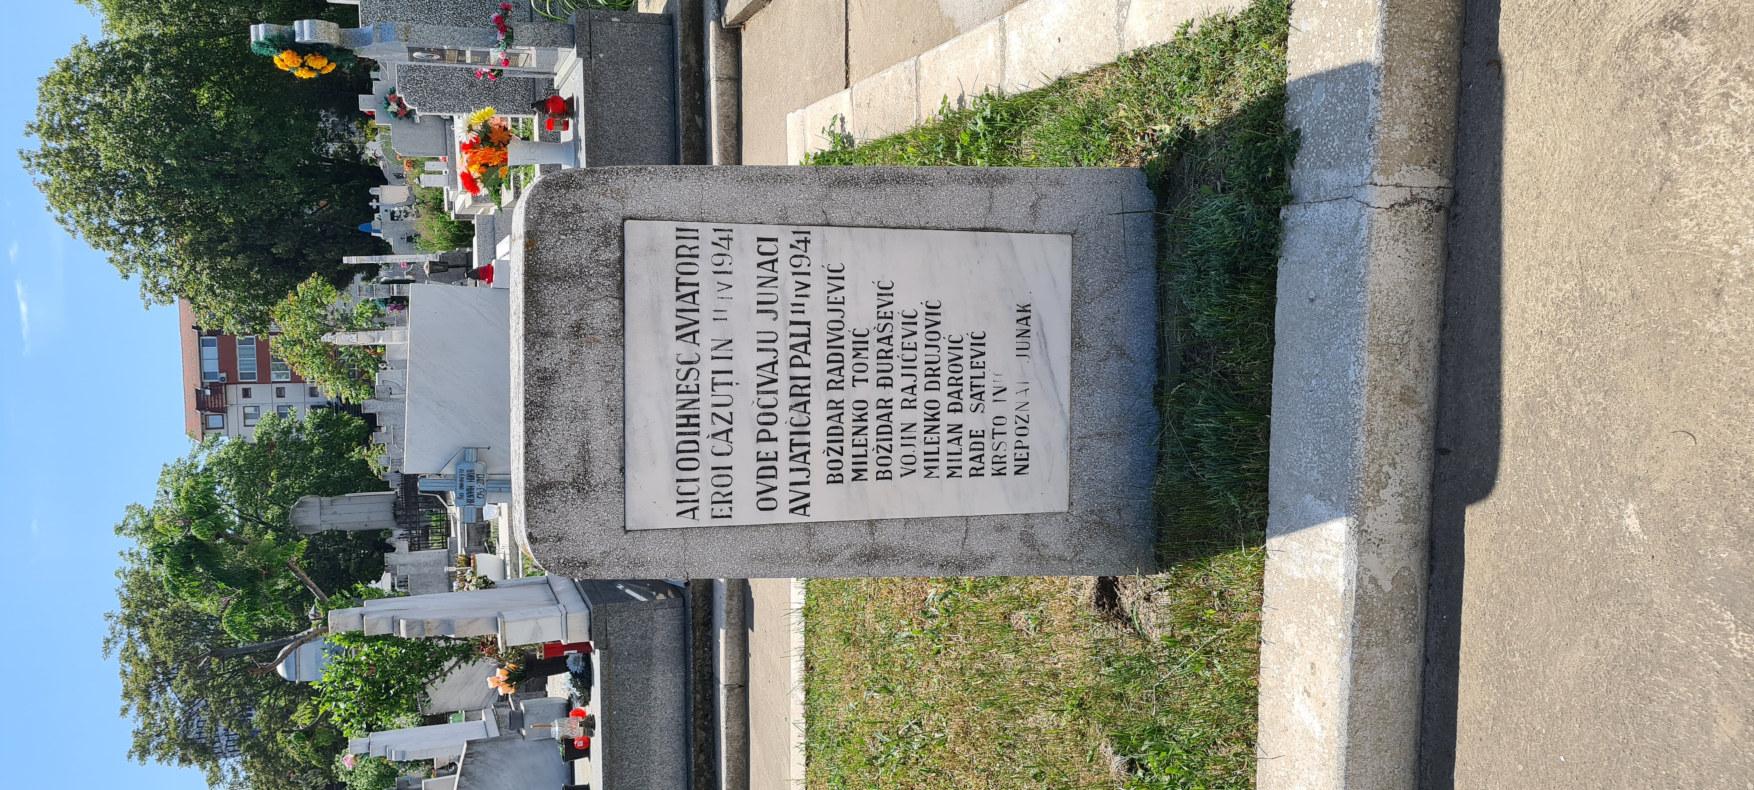 AICI ODIHNESC AVIATORII
EROI CĂZUȚI IN 11 IV 1941
OVDE POČIVAJU JUNACI
AVIJATIČARI PALI 11 IV 1941
BOŽIDAR RADIVOJEVIĆ
MILENKO TOMIĆ
BOŽIDAR ĐURAŠEVIĆ
VOJIN RAJIĆEVIĆ
MILENKO DRUJOVIĆ
MILAN ĐAROVIĆ
RADE SATLEVIĆ
KRSTO
NEPOZNAT JUNAK